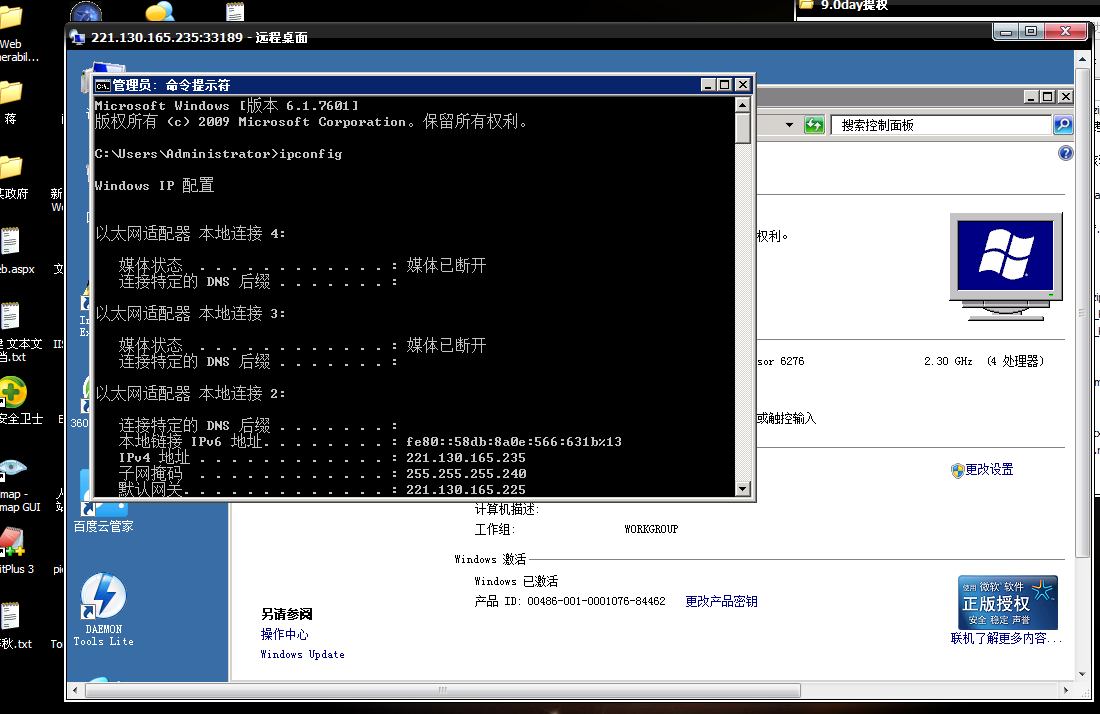 9.0day提权
221.130.165.235:33189 - 远程桌面
Web
nerabil...
蒋
某政府
eb.aspx
文本文
档.txt
安全卫士
map -
map GUI
itPlus 3
秋.txt
新
W
文
IIS
E
人
站
pi
To
In
Ex
360
管理员: 命令提示符
Microsoft Windows [版本 6.1.7601]
版权所有 (c) 2009 Microsoft Corporation。保留所有权利。
C:\Users\Administrator>ipconfig
Windows IP 配置
以太网适配器 本地连接 4:
媒体状态 . . . . . . . . . . . . : 媒体已断开
连接特定的 DNS 后缀 . . . . . . . :
以太网适配器 本地连接 3:
媒体状态 . . . . . . . . . . . . : 媒体已断开
连接特定的 DNS 后缀 . . . . . . . :
以太网适配器 本地连接 2:
连接特定的 DNS 后缀 . . . . . . . :
本地链接 IPv6 地址. . . . . . . . : fe80::58db:8a0e:566:631b%13
IPv4 地址 . . . . . . . . . . . . : 221.130.165.235
子网掩码 . . . . . . . . . . . . : 255.255.255.240
默认网关. . . . . . . . . . . . . : 221.130.165.225
搜索控制面板
权利。
sor 6276 2.30 GHz (4 处理器)
或触控输入
更改设置
计算机描述:
工作组: WORKGROUP
Windows 激活
Windows 已激活
产品 ID: 00486-001-0001076-84462 更改产品密钥
使用 微软 软件
正版授权
安全 稳定 声誉
联机了解更多内容...
另请参阅
操作中心
Windows Update
百度云管家
DAEMON
Tools Lite